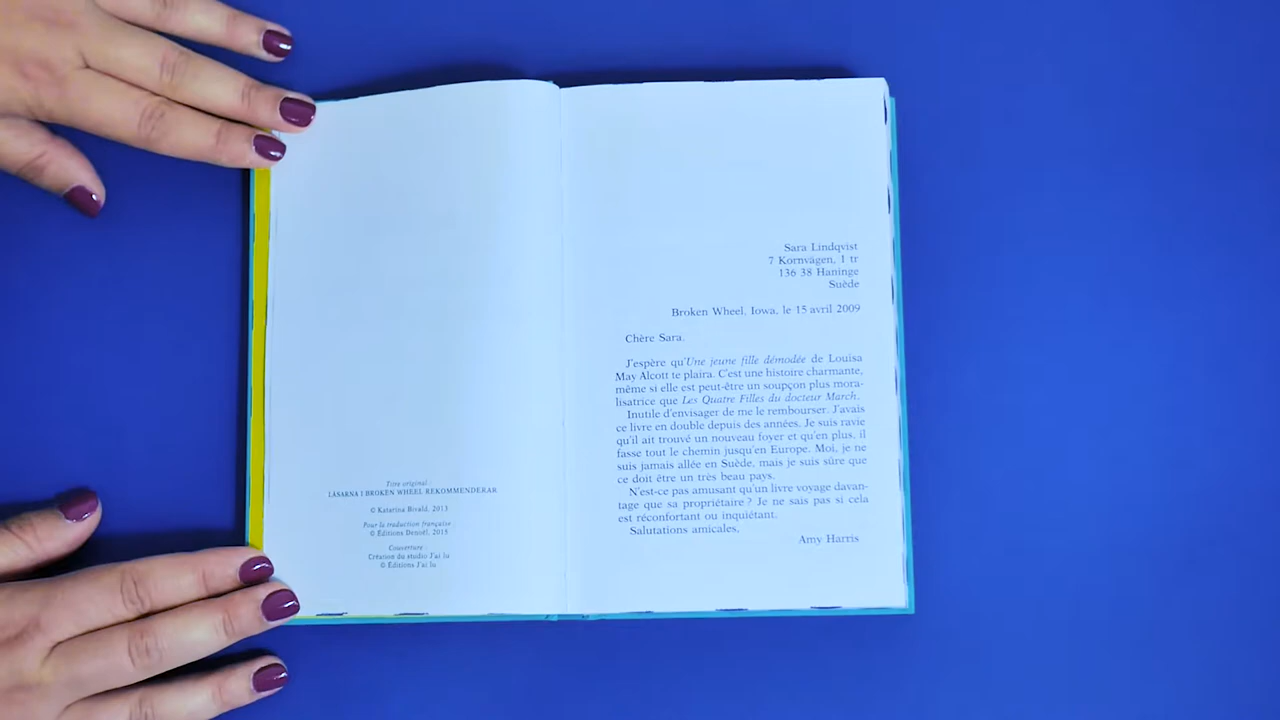 Titre original :
LÄSARNA I BROKEN WHEEL REKOMMENDERAR
© Katarina Bivald, 2013
Pour la traduction française
© Éditions Denoël, 2015
Couverture :
Création du studio J'ai lu
© Éditions J'ai lu
Sara Lindqvist
7 Kornvägen, 1 tr
136 38 Haninge
Suède
Broken Wheel, Iowa, le 15 avril 2009
Chère Sara,
J'espère qu'Une jeune fille démodée de Louisa
May Alcott te plaira. C'est une histoire charmante,
même si elle est peut-être un soupçon plus mora-
lisatrice que Les Quatre Filles du docteur March.
Inutile d'envisager de me le rembourser. J'avais
ce livre en double depuis des années. Je suis ravie
qu'il ait trouvé un nouveau foyer et qu'en plus, il
fasse tout le chemin jusqu'en Europe. Moi, je ne
suis jamais allée en Suède, mais je suis sûre que
ce doit être un très beau pays.
N'est-ce pas amusant qu'un livre voyage davan-
tage que sa propriétaire ? Je ne sais pas si cela
est réconfortant ou inquiétant.
Salutations amicales,
Amy Harris